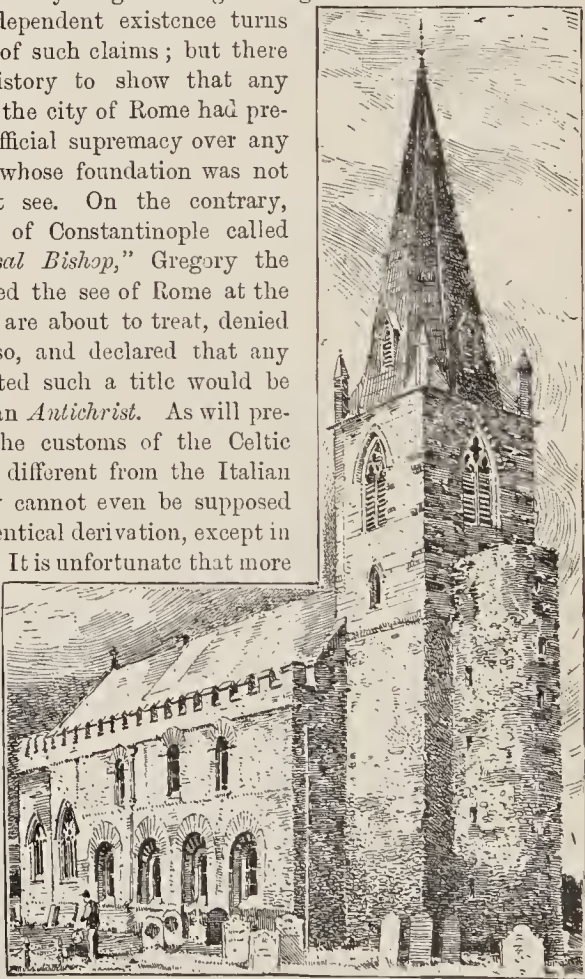 dependent existence turns
of such claims; but there
istory to show that any
the city of Rome had pre-
fficial supremacy over any
whose foundation was not
t see. On the contrary,
of Constantinople called
sal Bishop," Gregory the
ed the see of Rome at the
are about to treat, denied
so, and declared that any
ted such a title would be
an Antichrist. As will pre-
he customs of the Celtic
different from the Italian
cannot even be supposed
entical derivation, except in
It is unfortunate that more